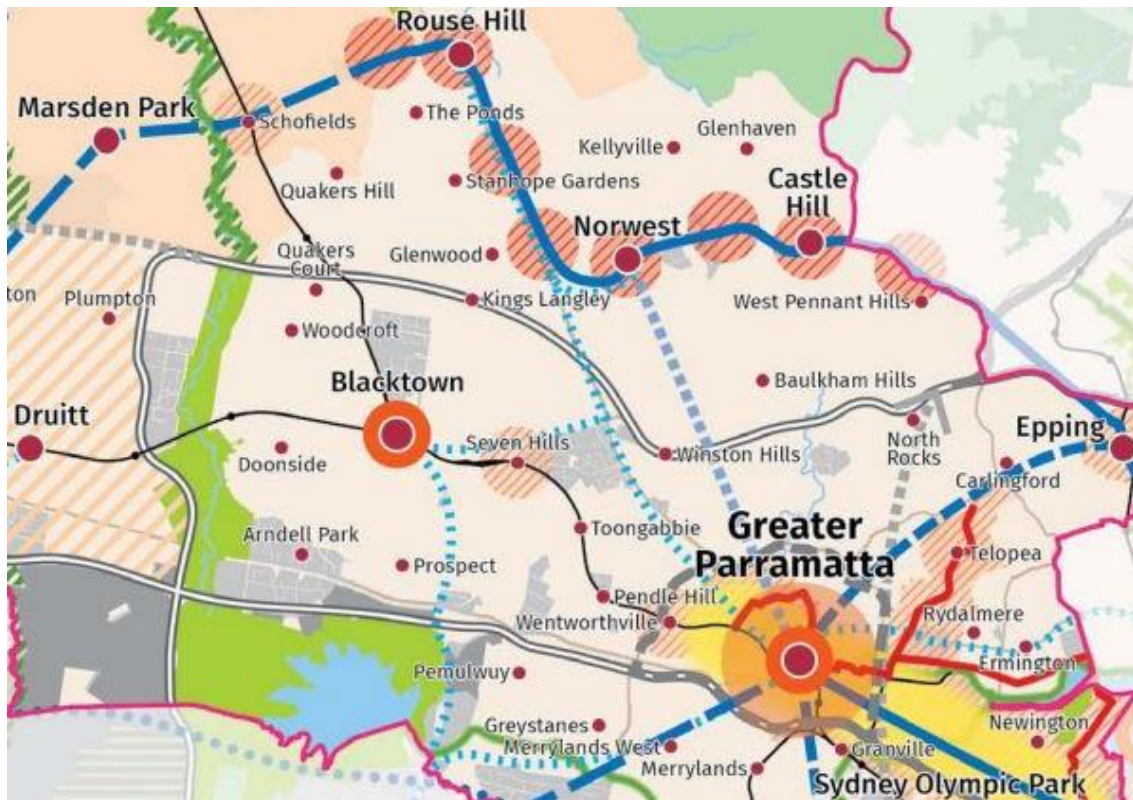 Rouse Hill
Marsden Park
The Ponds
Schofields
Glenhaven
Kellyville
Quakers Hill
Stanhope Gardens
Castle
Hill
Norwest
Quakers
Court
Glenwood
ton
Plumpton
Kings Langley
West Pennant Hills
Woodcroft
Blacktown
Baulkham Hills
Druitt
Seven Hills
North
Rocks
Epping
Doonside
Winston Hills
Carlingford
Greater
Parramatta
Arndell Park
Toongabbie
Telopea
Prospect
Pendle Hill
Wentworthville
Rydalmere
Ermington
Pemulwuy
Greystanes
Newington
Merrylands West
Granville
Merrylands
Sydney Olympic Park